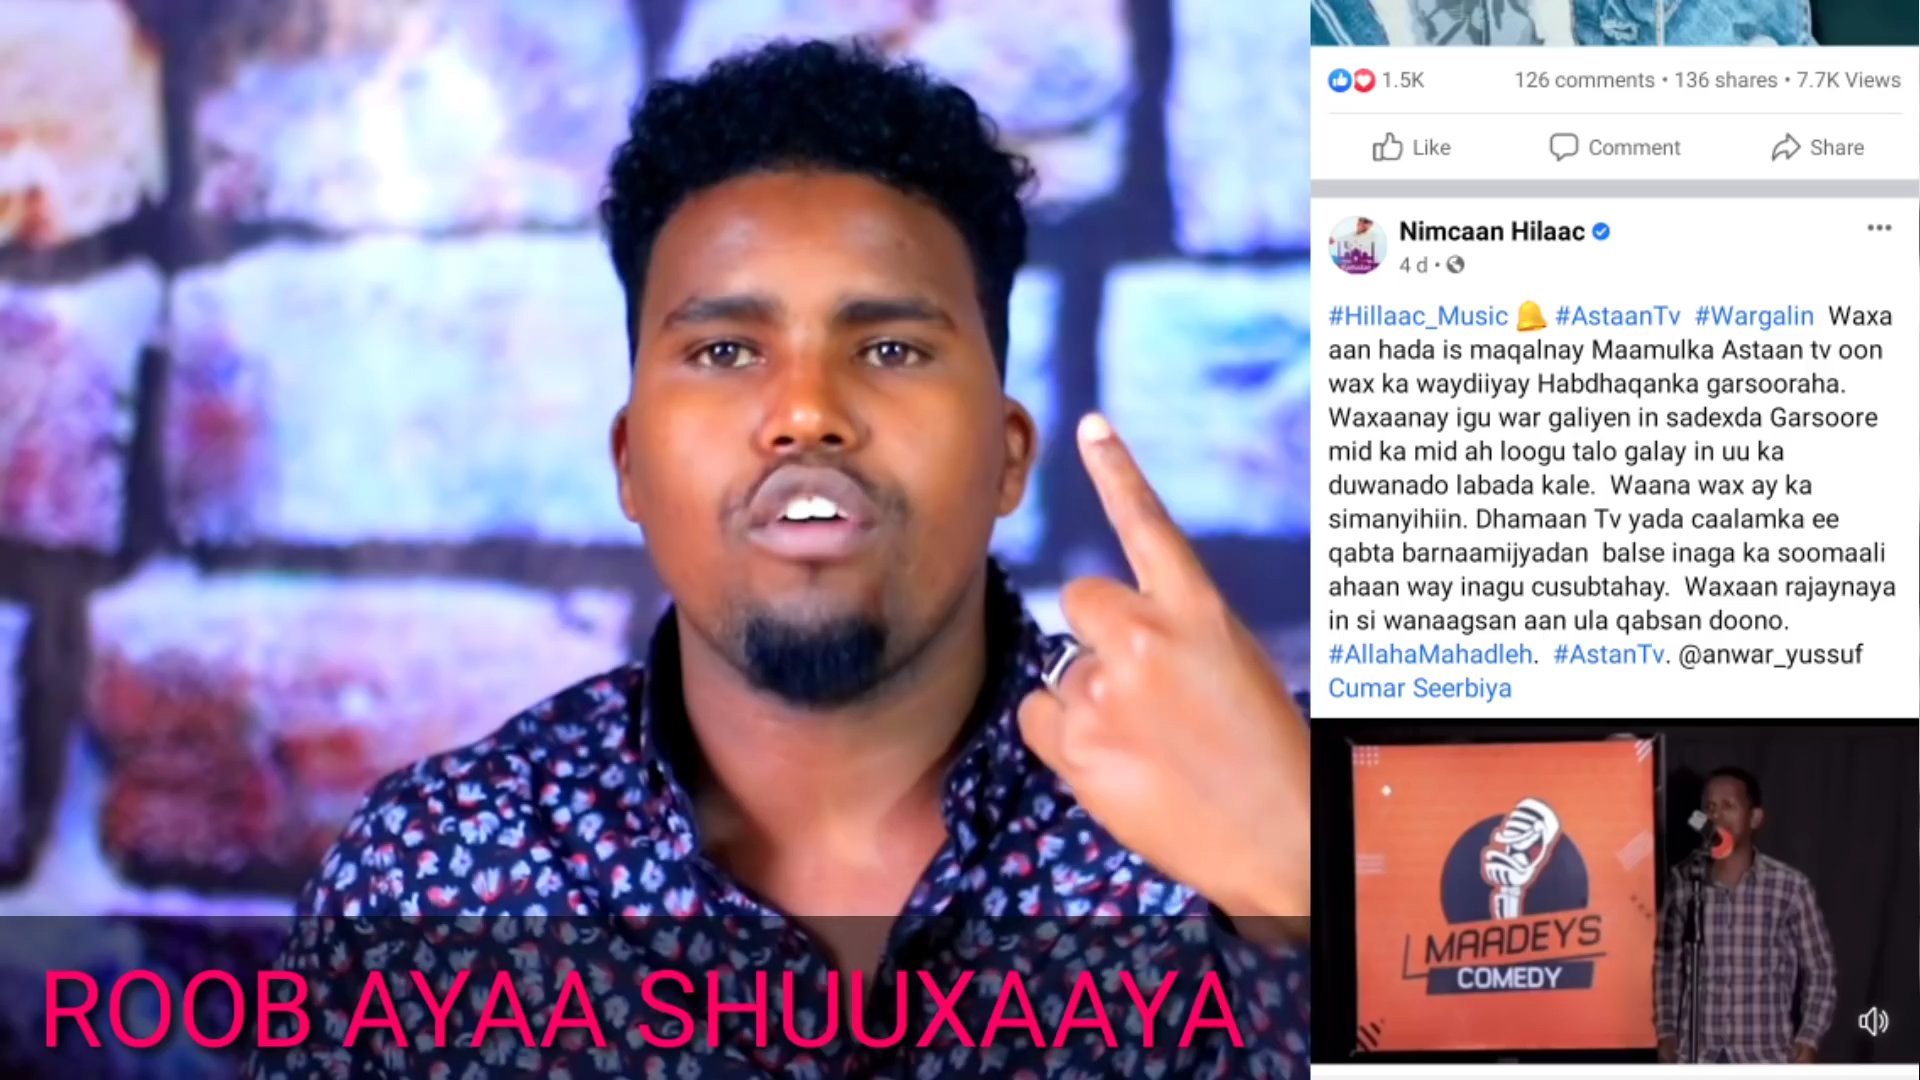 1.5K
126 comments • 136 shares • 7.7K Views
Like
Comment
Share
Nimcaan Hilaac
4 d •
#Hillaac_Music 🔔 #AstaanTv #Wargalin Waxa
aan hada is maqalnay Maamulka Astaan tv oon
wax ka waydiiyay Habdhaqanka garsooraha.
Waxaanay igu war galiyen in sadexda Garsoore
mid ka mid ah loogu talo galay in uu ka
duwanado labada kale. Waana wax ay ka
simanyihiin. Dhamaan Tv yada caalamka ee
qabta barnaamijyadan balse inaga ka soomaali
ahaan way inagu cusubtahay. Waxaan rajaynaya
in si wanaagsan aan ula qabsan doono.
#AllahaMahadleh. #AstanTv. @anwar_yussuf
Cumar Seerbiya
MAADEYS
COMEDY
ROOB AYAA SHUUXAAYA